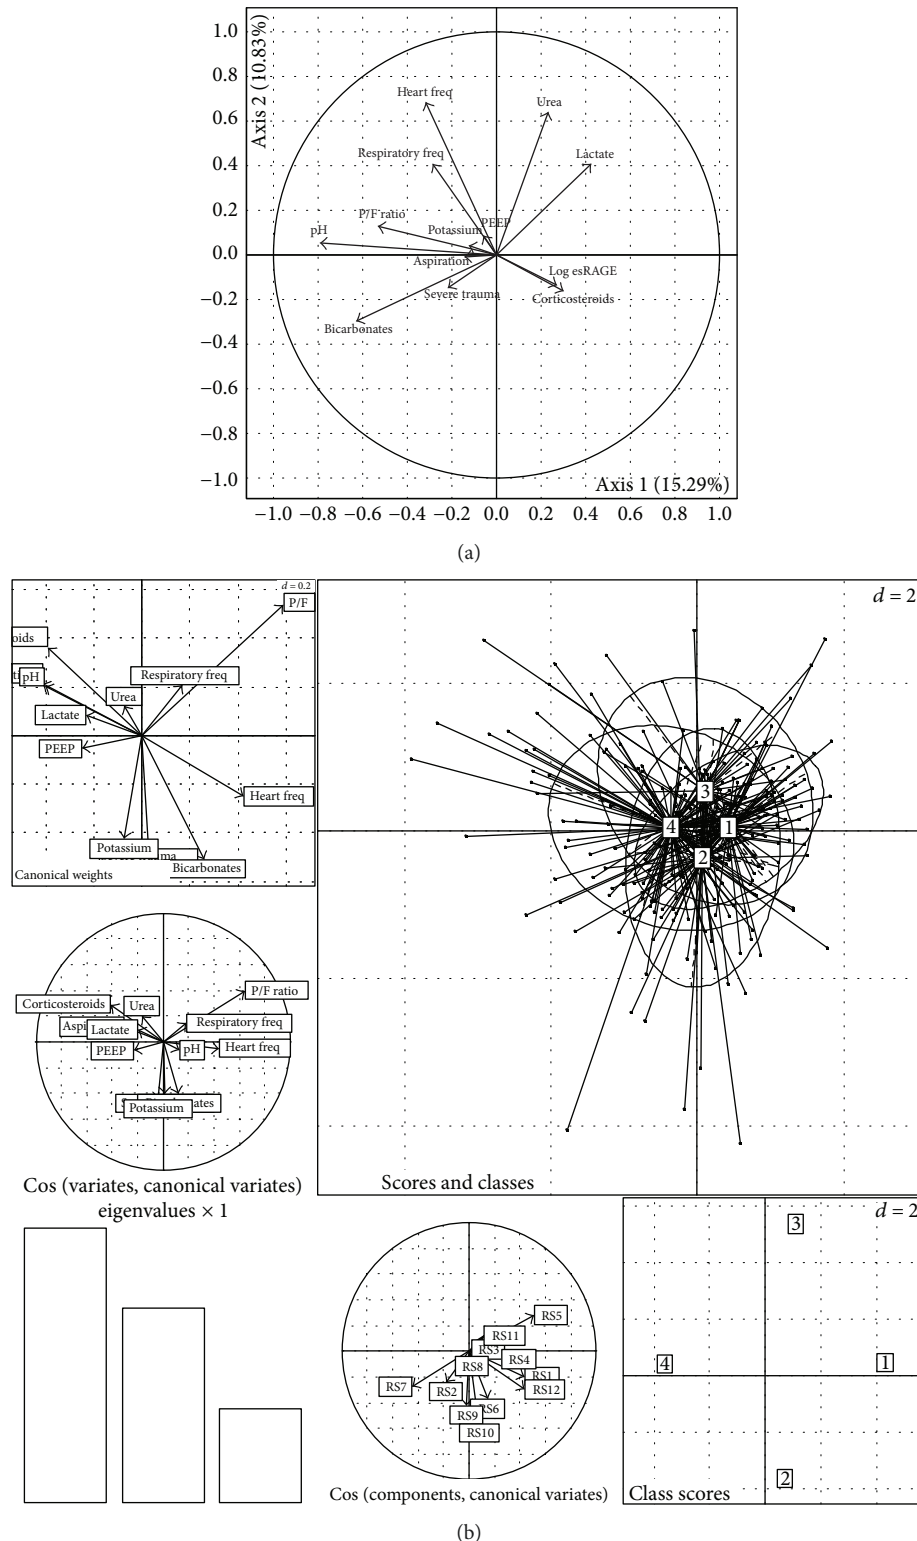 1.0
0.8
0.6
0.4
0.2
0.0
−0.2
−0.4
−0.6
−0.8
−1.0
Axis 2 (10.83%)
Heart freq
Urea
Respiratory freq
Lactate
P/F ratio
PEEP
pH
Potassium
Aspiration
Log esRAGE
Severe trauma
Corticosteroids
Bicarbonates
Axis 1 (15.29%)
−1.0 −0.8 −0.6 −0.4 −0.2 0.0 0.2 0.4 0.6 0.8 1.0
(a)
d = 0.2
P/F
oids
Respiratory freq
pH
Urea
Lactate
PEEP
Heart freq
Potassium
ma
Bicarbonates
Canonical weights
d = 2
3
4
1
2
Scores and classes
P/F ratio
Corticosteroids
Urea
Aspi
Lactate
Respiratory freq
PEEP
pH
Heart freq
Potassium
ates
Cos (variates, canonical variates)
eigenvalues × 1
RS5
RS11
RS3
RS4
RS8
RS1
RS7
RS2
RS12
RS6
RS9
RS10
Cos (components, canonical variates)
d = 2
3
4
1
2
Class scores
(b)